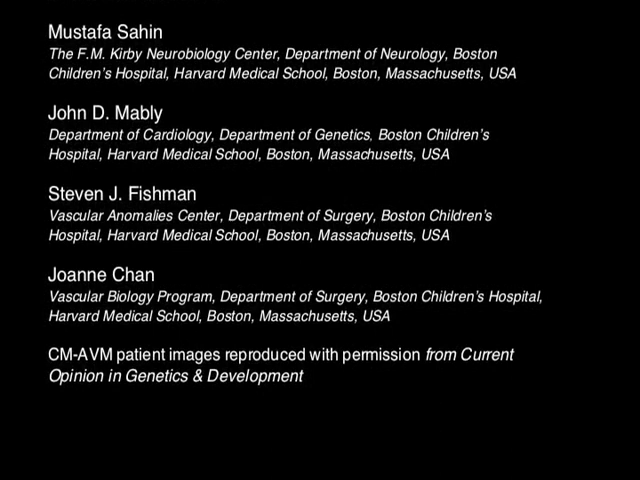 Mustafa Sahin
The F.M. Kirby Neurobiology Center, Department of Neurology, Boston
Children's Hospital, Harvard Medical School, Boston, Massachusetts, USA
John D. Mably
Department of Cardiology, Department of Genetics, Boston Children's
Hospital, Harvard Medical School, Boston, Massachusetts, USA
Steven J. Fishman
Vascular Anomalies Center, Department of Surgery, Boston Children's
Hospital, Harvard Medical School, Boston, Massachusetts, USA
Joanne Chan
Vascular Biology Program, Department of Surgery, Boston Children's Hospital,
Harvard Medical School, Boston, Massachusetts, USA
CM-AVM patient images reproduced with permission from Current
Opinion in Genetics & Development